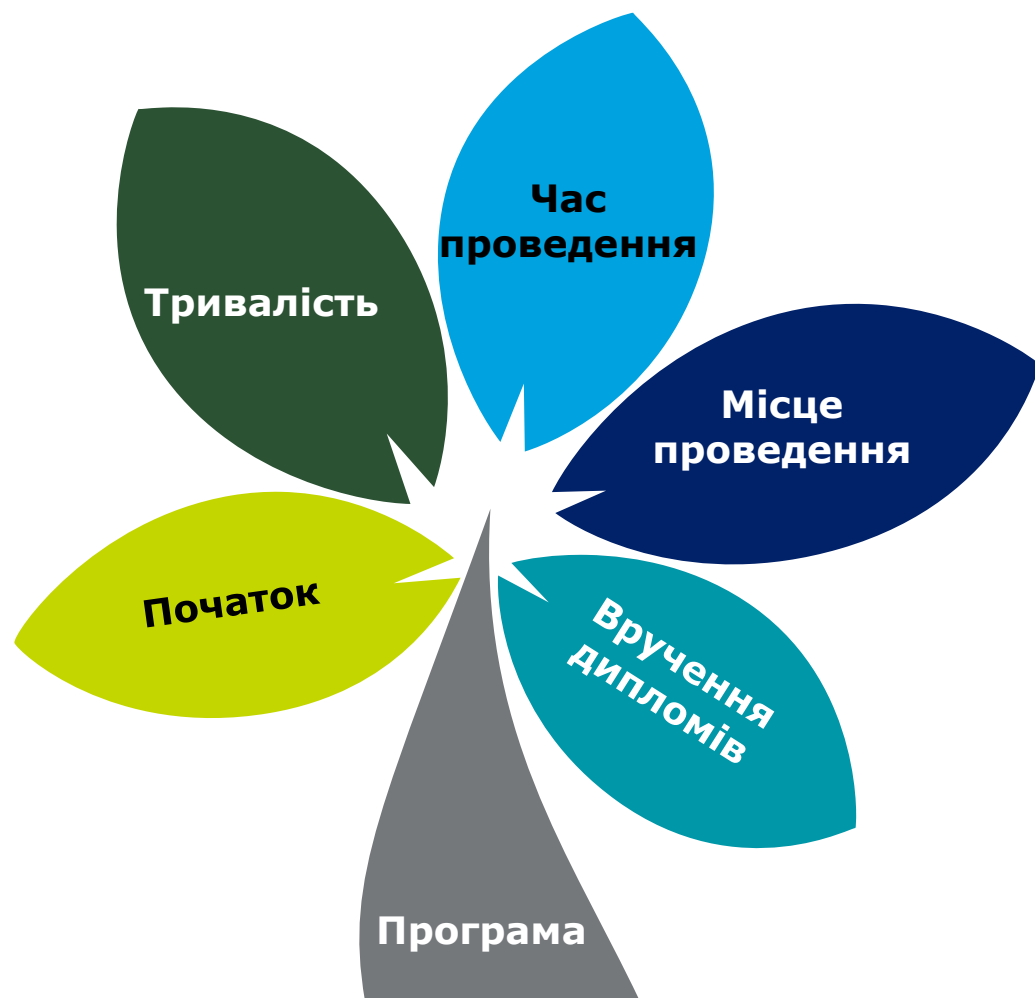 Час
проведення
Тривалість
Місце
проведення
Початок
Вручення
дипломів
Програма